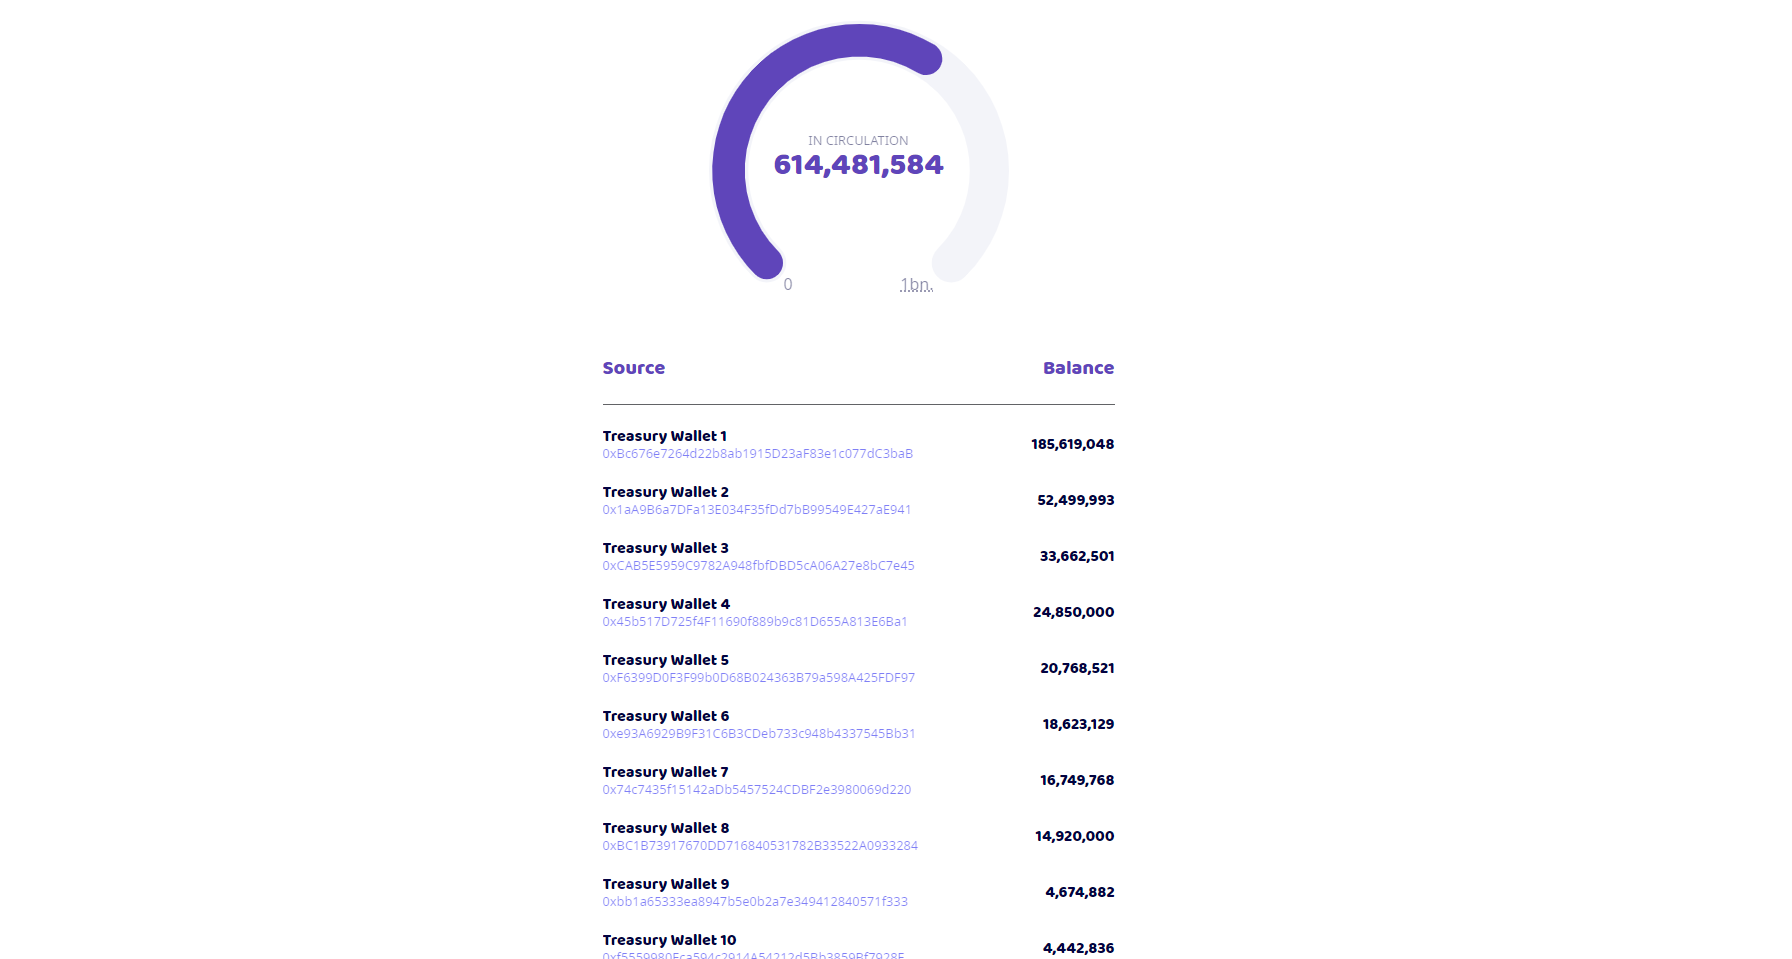 IN CIRCULATION
614,481,584
0 1bn.
Source Balance
Treasury Wallet 1
0xBc676e7264d22b8ab1915D23aF83e1c077dC3baB
185,619,048
Treasury Wallet 2
0x1aA9B6a7DFa13E034F35fDd7bB99549E427aE941
52,499,993
Treasury Wallet 3
0xCAB5E5959C9782A948fbfDBD5cA06A27e8bC7e45
33,662,501
Treasury Wallet 4
0x45b517D725f4F11690f889b9c81D655A813E6Ba1
24,850,000
Treasury Wallet 5
0xF6399D0F3F99b0D68B024363B79a598A425FDF97
20,768,521
Treasury Wallet 6
0xe93A6929B9F31C6B3CDeb733c948b4337545Bb31
18,623,129
Treasury Wallet 7
0x74c7435f15142aDb5457524CDBF2e3980069d220
16,749,768
Treasury Wallet 8
0xBC1B73917670DD716840531782B33522A0933284
14,920,000
Treasury Wallet 9
0xbb1a65333ea8947b5e0b2a7e349412840571f333
4,674,882
Treasury Wallet 10
4,442,836